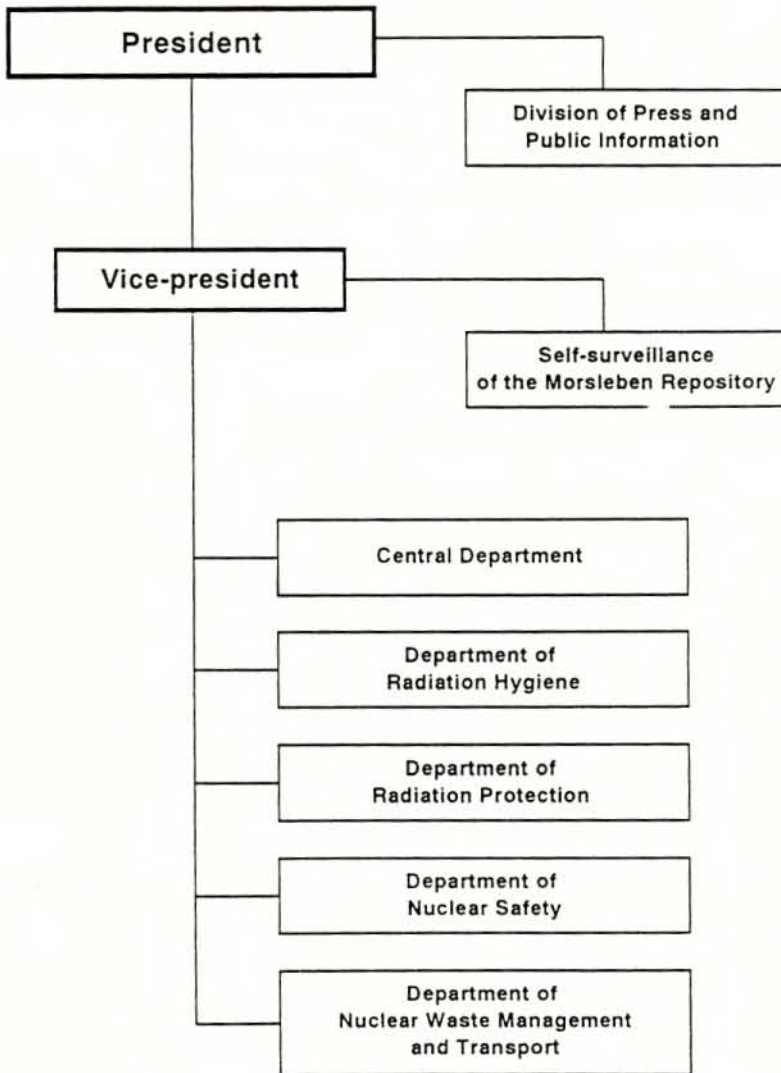 President
Division of Press and
Public Information
Vice-president
Self-surveillance
of the Morsleben Repository
Central Department
Department of
Radiation Hygiene
Department of
Radiation Protection
Department of
Nuclear Safety
Department of
Nuclear Waste Management
and Transport